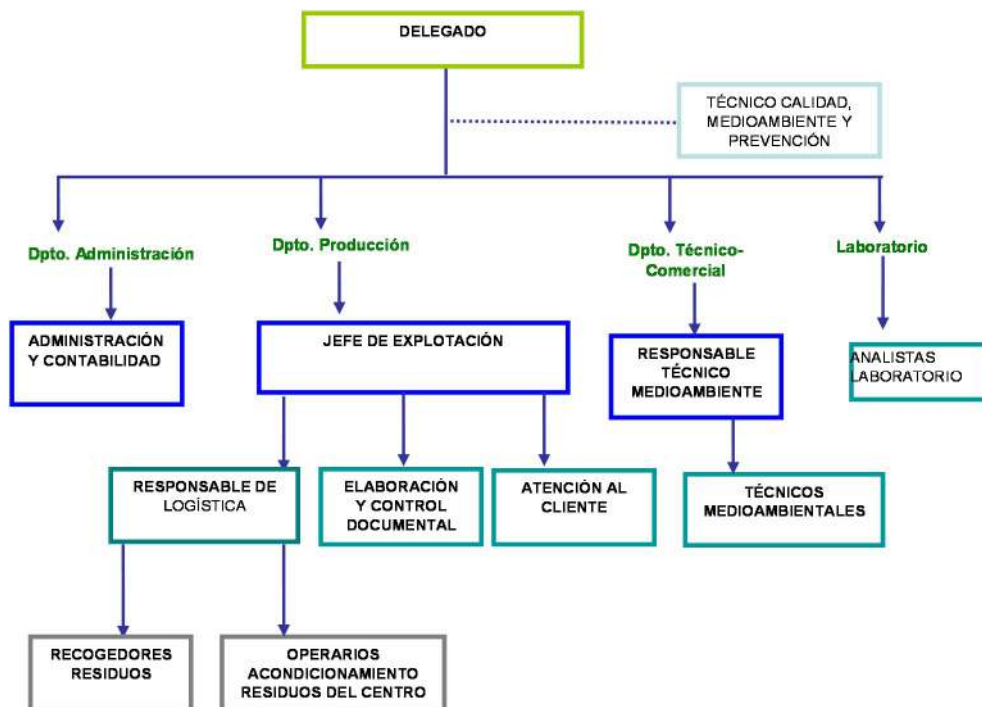 DELEGADO
TÉCNICO CALIDAD,
MEDIOAMBIENTE Y
PREVENCIÓN
Dpto. Administración
Dpto. Producción
Dpto. Técnico-
Comercial
Laboratorio
ADMINISTRACIÓN
Y CONTABILIDAD
JEFE DE EXPLOTACIÓN
RESPONSABLE
TÉCNICO
MEDIOAMBIENTE
ANALISTAS
LABORATORIO
RESPONSABLE DE
LOGÍSTICA
ELABORACIÓN
Y CONTROL
DOCUMENTAL
ATENCIÓN AL
CLIENTE
TÉCNICOS
MEDIOAMBIENTALES
RECOGEDORES
RESIDUOS
OPERARIOS
ACONDICIONAMIENTO
RESIDUOS DEL CENTRO